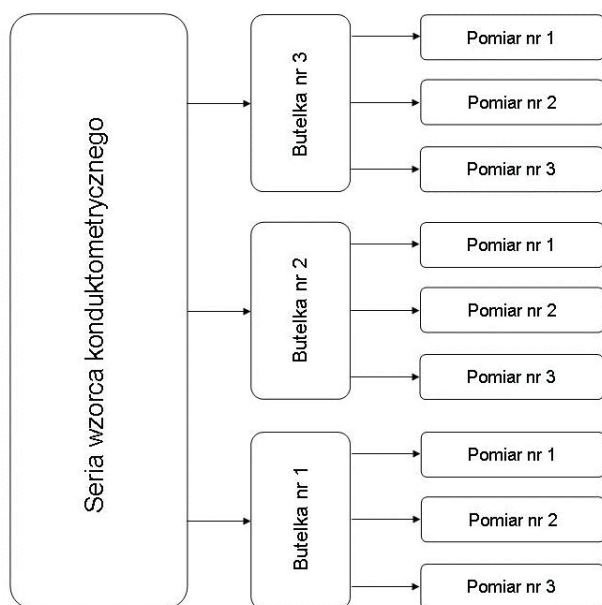 Seria wzorca konduktometrycznego
Butelka nr 3
Pomiar nr 1
Pomiar nr 2
Pomiar nr 3
Butelka nr 2
Pomiar nr 1
Pomiar nr 2
Pomiar nr 3
Butelka nr 1
Pomiar nr 1
Pomiar nr 2
Pomiar nr 3